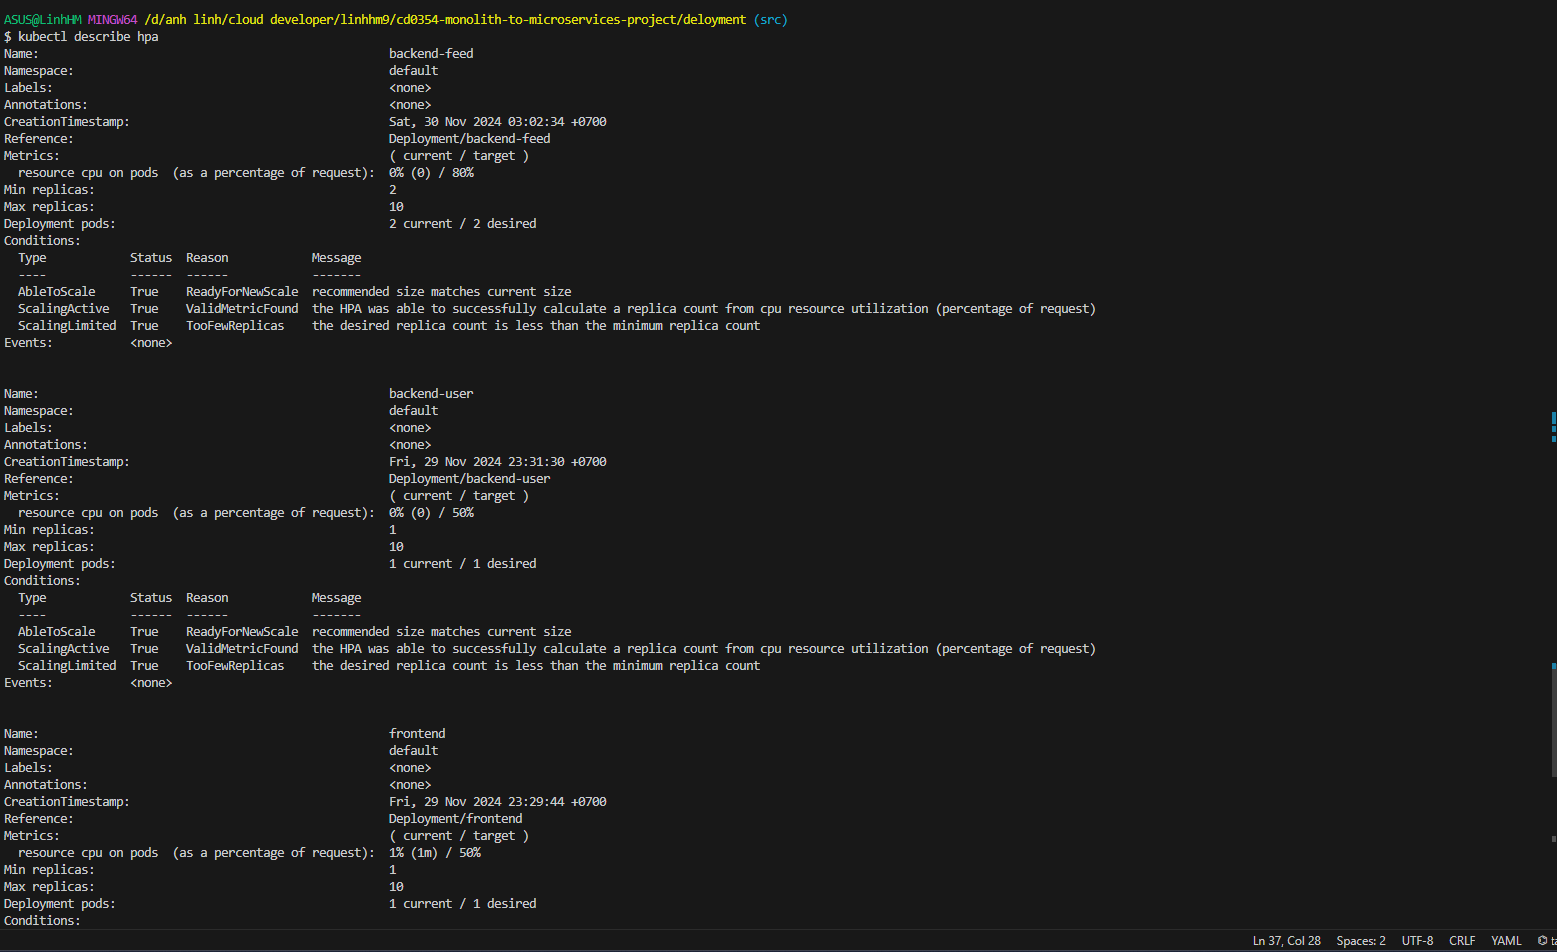 ASUS@LinhHM MINGW64 /d/anh linh/cloud developer/linhhm9/cd0354-monolith-to-microservices-project/deloyment (src)
$ kubectl describe hpa
Name: backend-feed
Namespace: default
Labels: <none>
Annotations: <none>
CreationTimestamp: Sat, 30 Nov 2024 03:02:34 +0700
Reference: Deployment/backend-feed
Metrics: ( current / target )
resource cpu on pods (as a percentage of request): 0% (0) / 80%
Min replicas: 2
Max replicas: 10
Deployment pods: 2 current / 2 desired
Conditions:
Type Status Reason Message
---- ------ ------ -------
AbleToScale True ReadyForNewScale recommended size matches current size
ScalingActive True ValidMetricFound the HPA was able to successfully calculate a replica count from cpu resource utilization (percentage of request)
ScalingLimited True TooFewReplicas the desired replica count is less than the minimum replica count
Events: <none>
Name: backend-user
Namespace: default
Labels: <none>
Annotations: <none>
CreationTimestamp: Fri, 29 Nov 2024 23:31:30 +0700
Reference: Deployment/backend-user
Metrics: ( current / target )
resource cpu on pods (as a percentage of request): 0% (0) / 50%
Min replicas: 1
Max replicas: 10
Deployment pods: 1 current / 1 desired
Conditions:
Type Status Reason Message
---- ------ ------ -------
AbleToScale True ReadyForNewScale recommended size matches current size
ScalingActive True ValidMetricFound the HPA was able to successfully calculate a replica count from cpu resource utilization (percentage of request)
ScalingLimited True TooFewReplicas the desired replica count is less than the minimum replica count
Events: <none>
Name: frontend
Namespace: default
Labels: <none>
Annotations: <none>
CreationTimestamp: Fri, 29 Nov 2024 23:29:44 +0700
Reference: Deployment/frontend
Metrics: ( current / target )
resource cpu on pods (as a percentage of request): 1% (1m) / 50%
Min replicas: 1
Max replicas: 10
Deployment pods: 1 current / 1 desired
Conditions:
Ln 37, Col 28 Spaces: 2 UTF-8 CRLF YAML